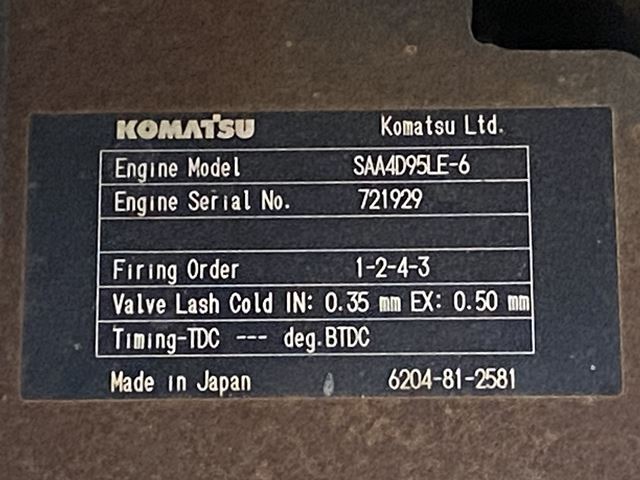 KOMATSU Komatsu Ltd.
Engine Model SAA4D95LE-6
Engine Serial No. 721929
Firing Order 1-2-4-3
Valve Lash Cold IN: 0.35 mm EX: 0.50 mm
Timing-TDC --- deg.BTDC
Made in Japan 6204-81-2581